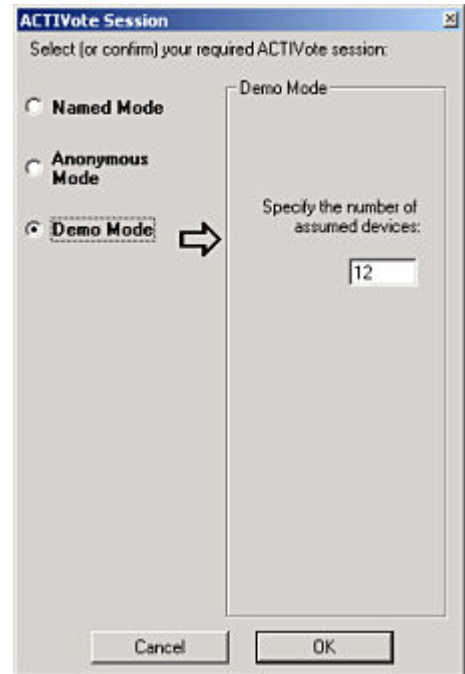 ACTIVote Session
Select (or confirm) your required ACTIVote session:
Named Mode
Anonymous
Mode
Demo Mode
Demo Mode
Specify the number of
assumed devices:
12
Cancel
OK